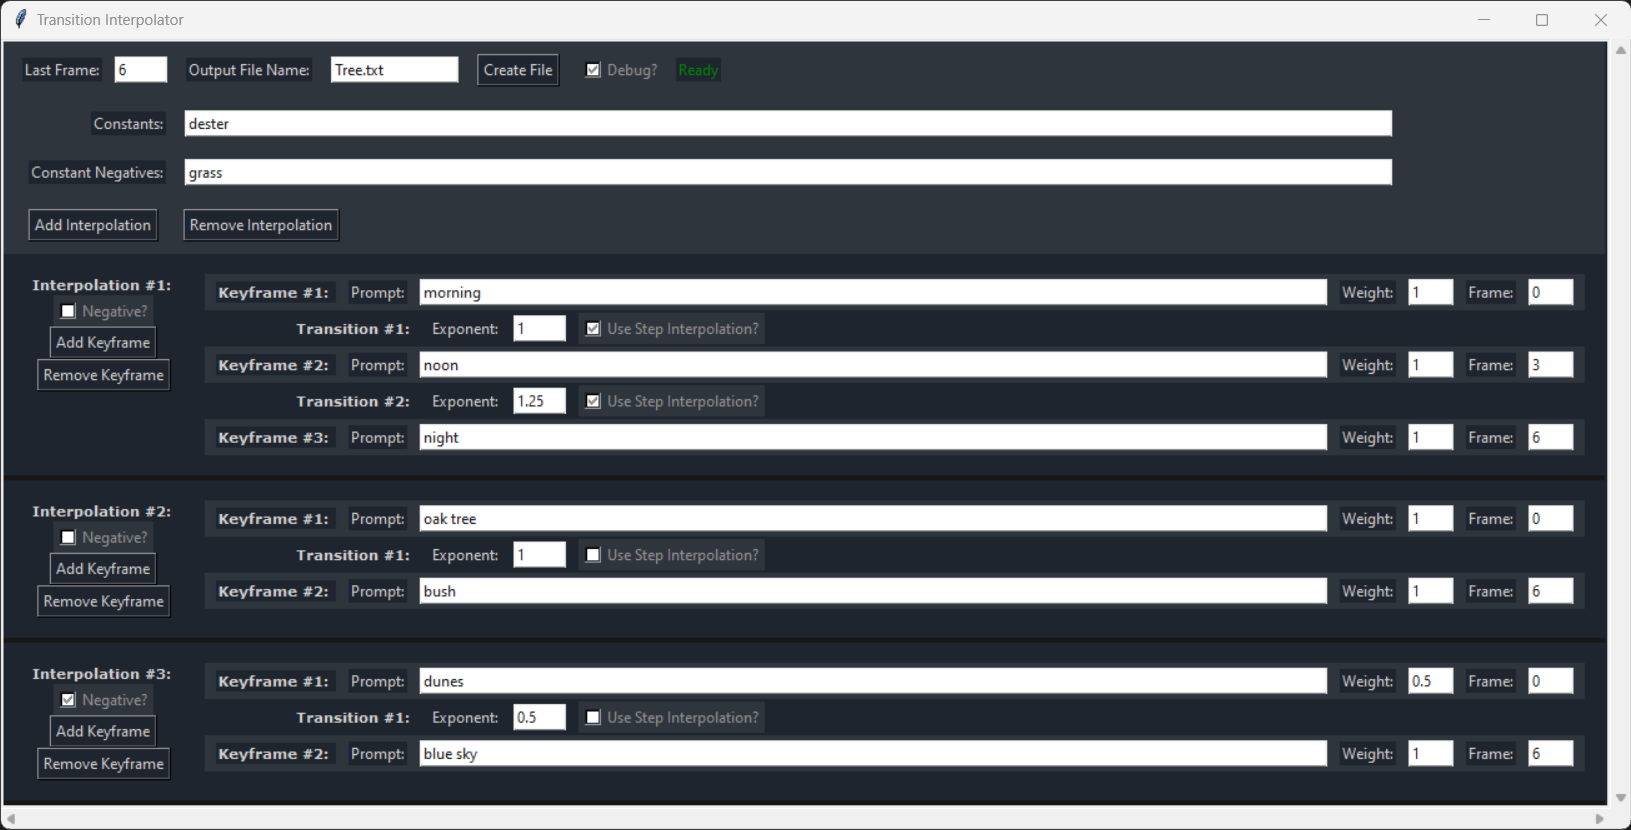 Transition Interpolator
Last Frame: 6 Output File Name: Tree.txt Create File Debug? Ready
Constants: dester
Constant Negatives: grass
Add Interpolation Remove Interpolation
Interpolation #1:
Negative?
Add Keyframe
Remove Keyframe
Keyframe #1: Prompt: morning Weight: 1 Frame: 0
Transition #1: Exponent: 1 Use Step Interpolation?
Keyframe #2: Prompt: noon Weight: 1 Frame: 3
Transition #2: Exponent: 1.25 Use Step Interpolation?
Keyframe #3: Prompt: night Weight: 1 Frame: 6
Interpolation #2:
Negative?
Add Keyframe
Remove Keyframe
Keyframe #1: Prompt: oak tree Weight: 1 Frame: 0
Transition #1: Exponent: 1 Use Step Interpolation?
Keyframe #2: Prompt: bush Weight: 1 Frame: 6
Interpolation #3:
Negative?
Add Keyframe
Remove Keyframe
Keyframe #1: Prompt: dunes Weight: 0.5 Frame: 0
Transition #1: Exponent: 0.5 Use Step Interpolation?
Keyframe #2: Prompt: blue sky Weight: 1 Frame: 6